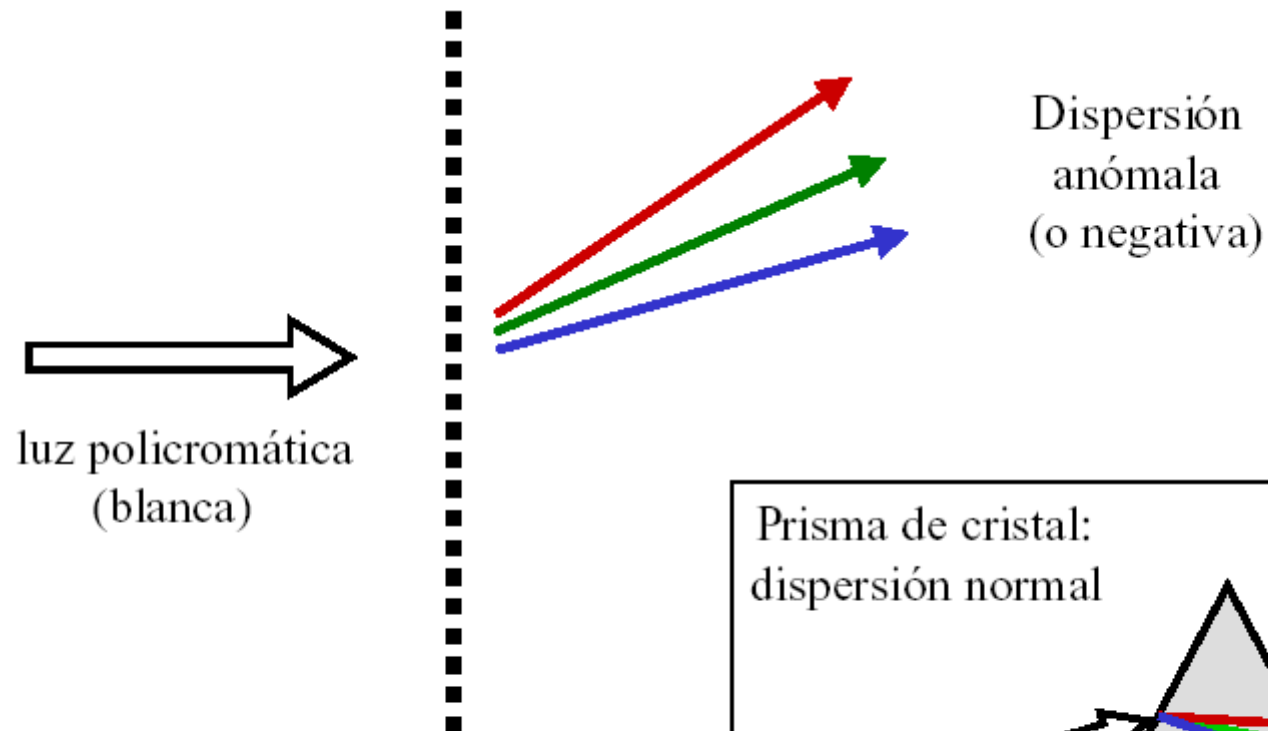 Dispersión
anómala
(o negativa)
luz policromática
(blanca)
Prisma de cristal:
dispersión normal